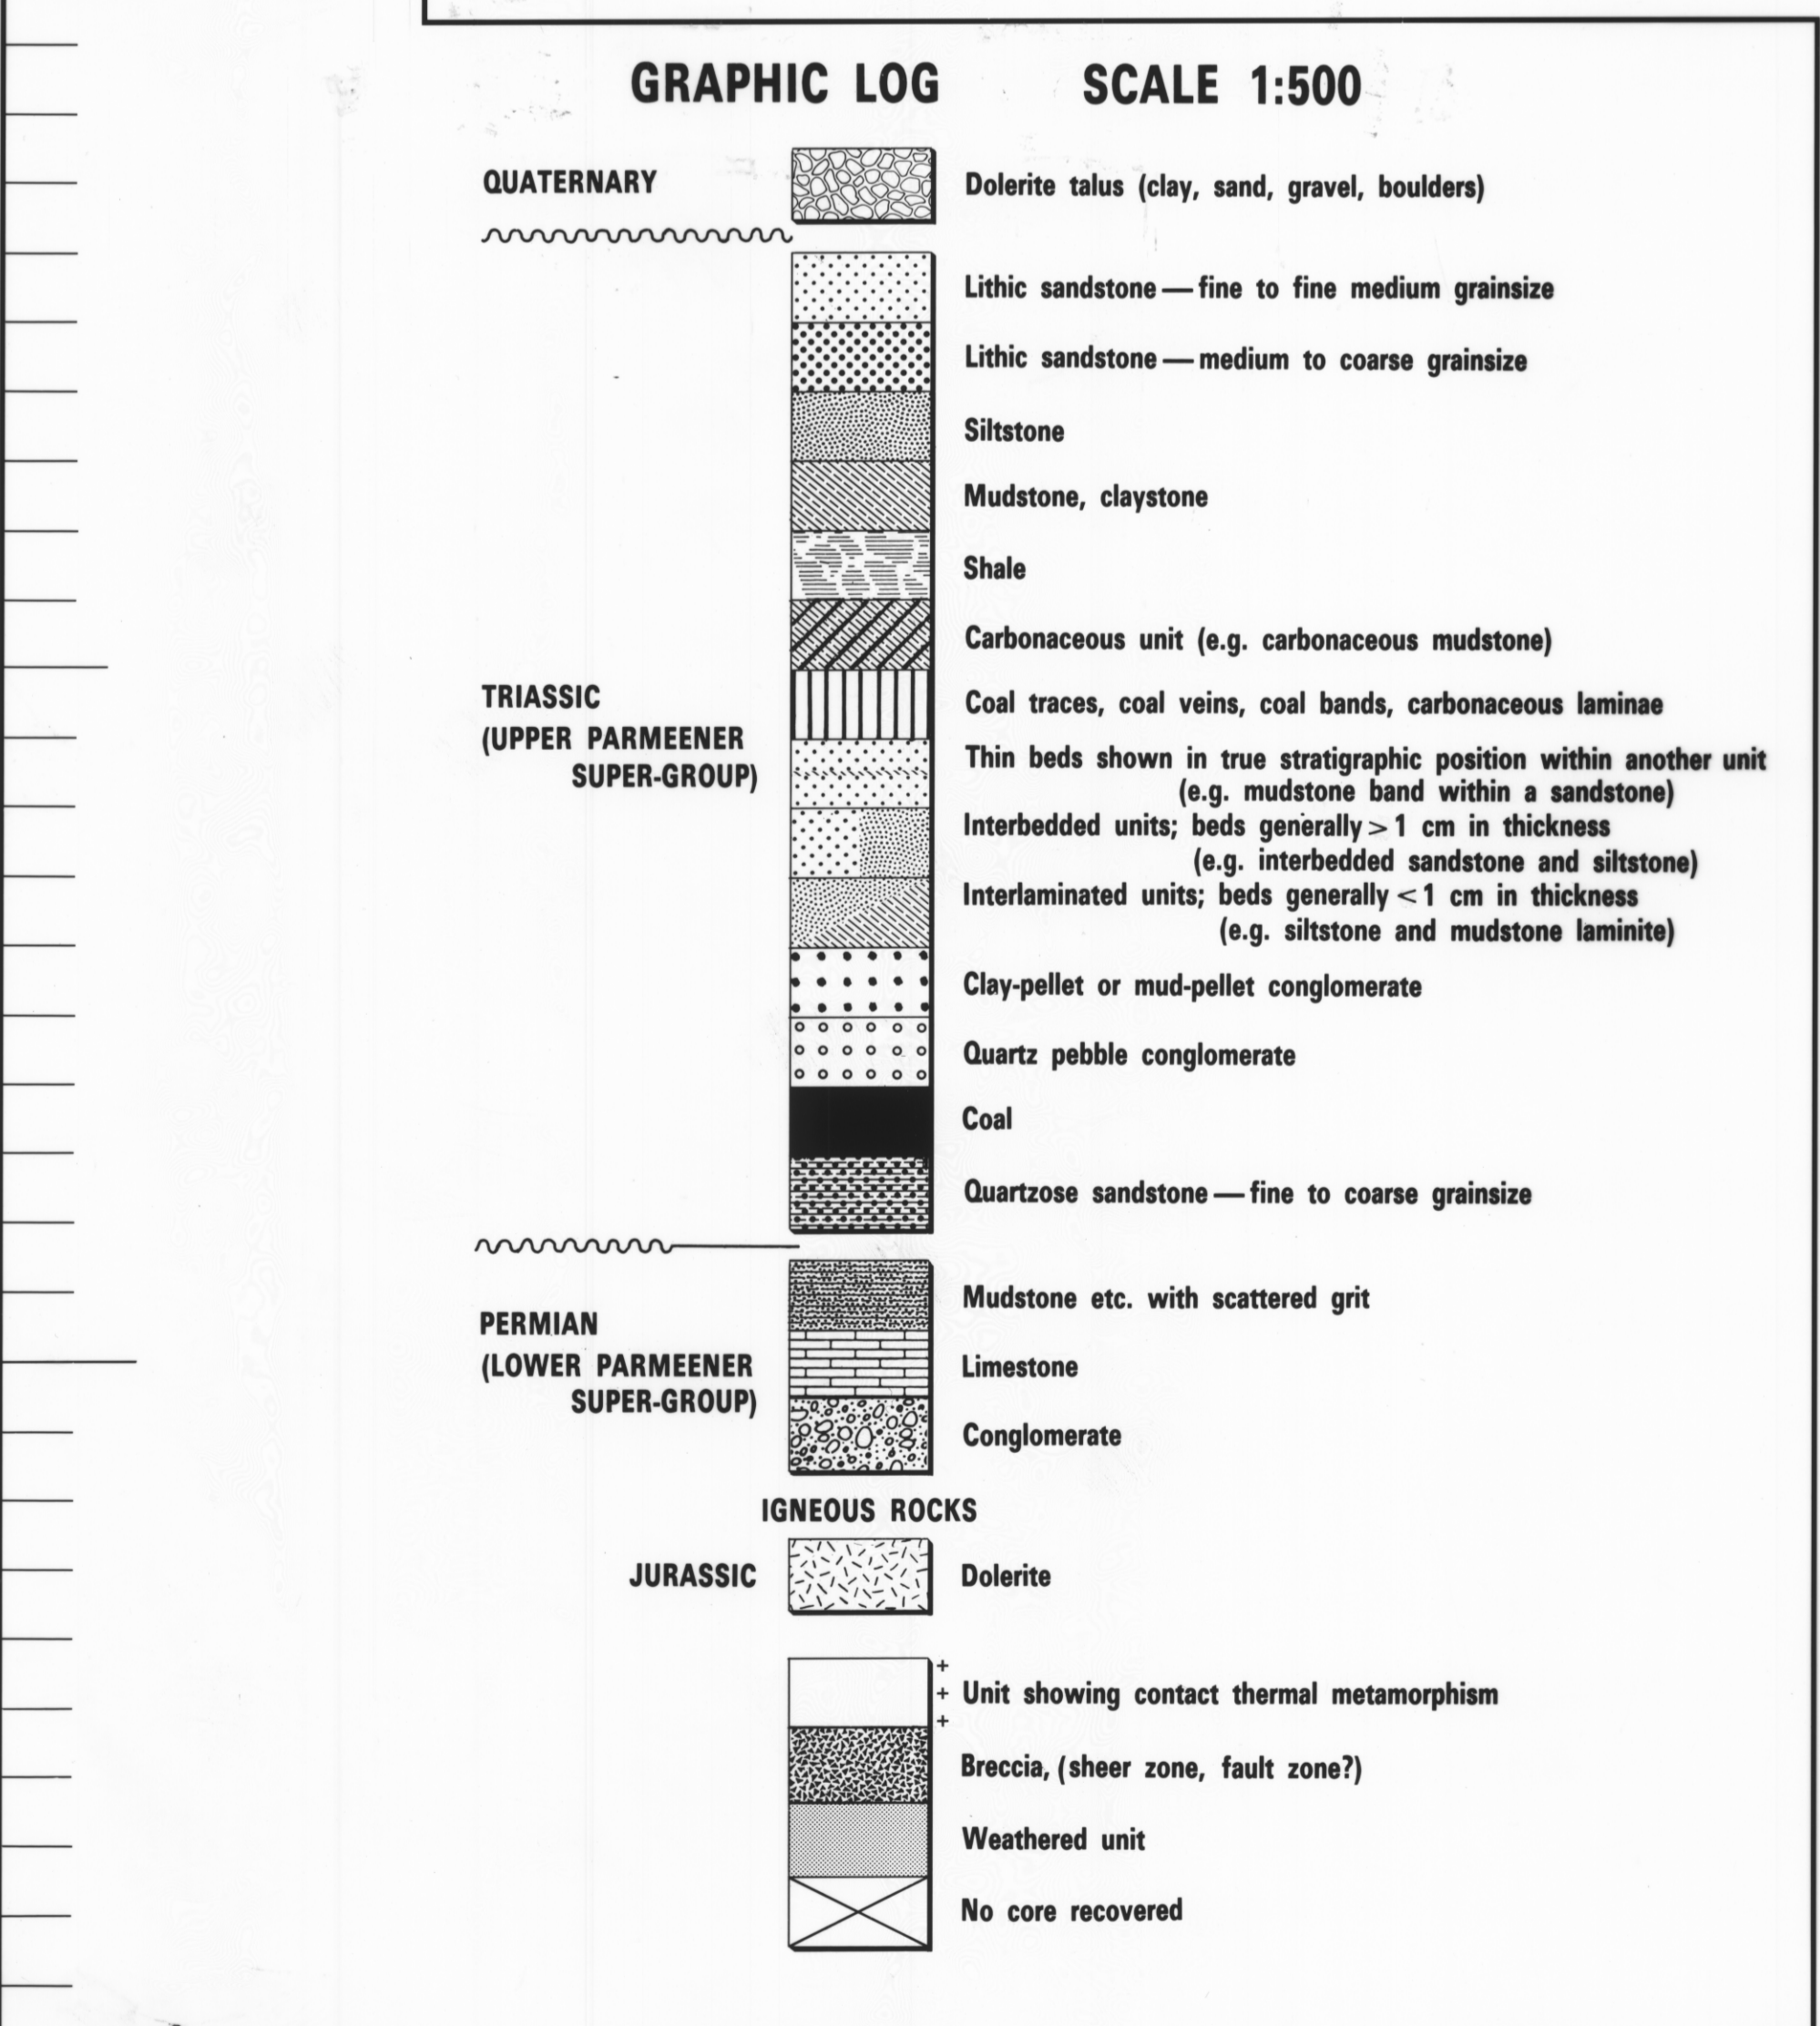 GRAPHIC LOG SCALE 1:500
QUATERNARY
Dolerite talus (clay, sand, gravel, boulders)
Lithic sandstone — fine to fine medium grainsize
Lithic sandstone — medium to coarse grainsize
Siltstone
Mudstone, claystone
Shale
Carbonaceous unit (e.g. carbonaceous mudstone)
TRIASSIC
(UPPER PARMEENER
SUPER-GROUP)
Coal traces, coal veins, coal bands, carbonaceous laminae
Thin beds shown in true stratigraphic position within another unit
(e.g. mudstone band within a sandstone)
Interbedded units; beds generally > 1 cm in thickness
(e.g. interbedded sandstone and siltstone)
Interlaminated units; beds generally < 1 cm in thickness
(e.g. siltstone and mudstone laminite)
Clay-pellet or mud-pellet conglomerate
Quartz pebble conglomerate
Coal
Quartzose sandstone — fine to coarse grainsize
PERMIAN
(LOWER PARMEENER
SUPER-GROUP)
Mudstone etc. with scattered grit
Limestone
Conglomerate
IGNEOUS ROCKS
JURASSIC
Dolerite
Unit showing contact thermal metamorphism
Breccia, (sheer zone, fault zone?)
Weathered unit
No core recovered